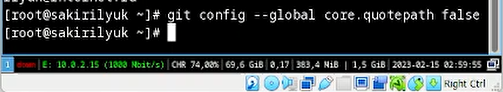 [root@sakirilyuk ~]# git config --global core.quotepath false
[root@sakirilyuk ~]#
1 down|E: 10.0.2.15 (1000 Mbit/s)|CHR 74,00%|69,6 GiB|0,17|383,4 MiB | 1,5 GiB|2023-02-15 02:59:55
Right Ctrl